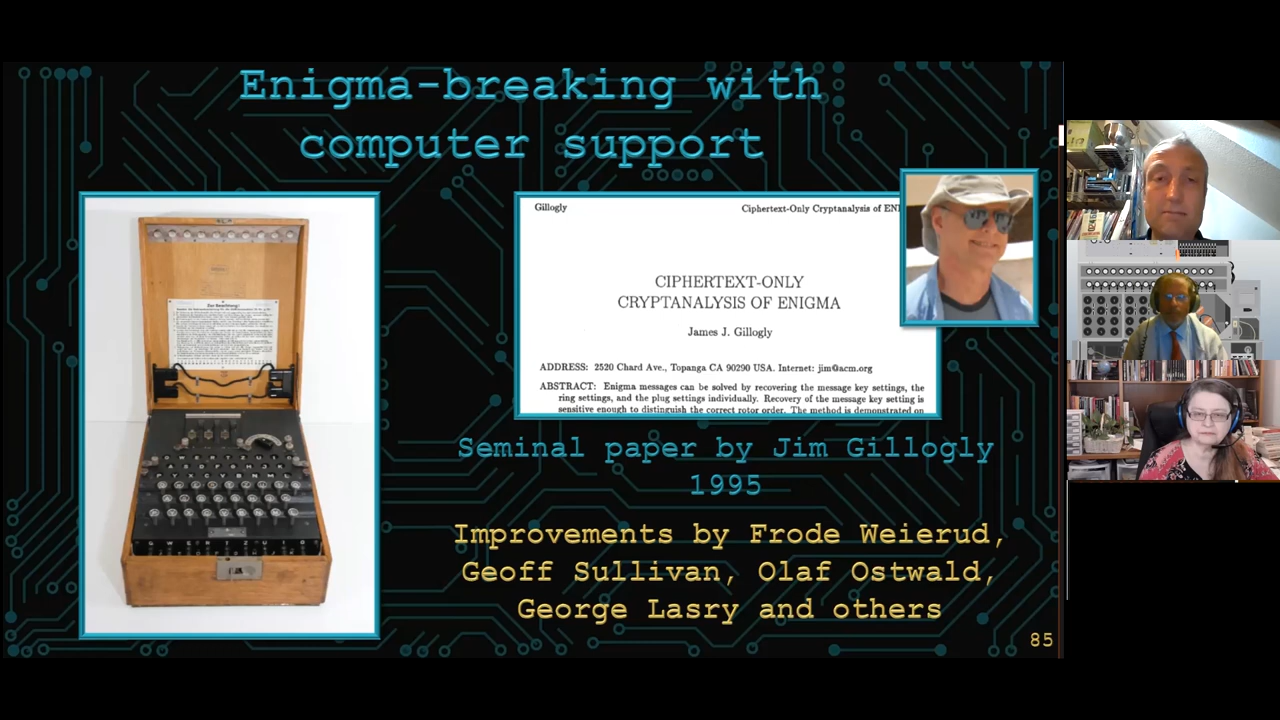 Enigma-breaking with
computer support
Gillogly
Ciphertext-Only Cryptanalysis of
CIPHERTEXT-ONLY
CRYPTANALYSIS OF ENIGMA
James J. Gillogly
ADDRESS: 2520 Chard Ave., Topanga CA 90290 USA. Internet: jim@acm.org
ABSTRACT: Enigma messages can be solved by recovering the message key settings, the
ring settings, and the plug settings individually. Recovery of the message key setting is
sensitive enough to distinguish the correct rotor order. The method is demonstrated on
Seminal paper by Jim Gillogly
1995
Improvements by Frode Weierud,
Geoff Sullivan, Olaf Ostwald,
George Lasry and others
85